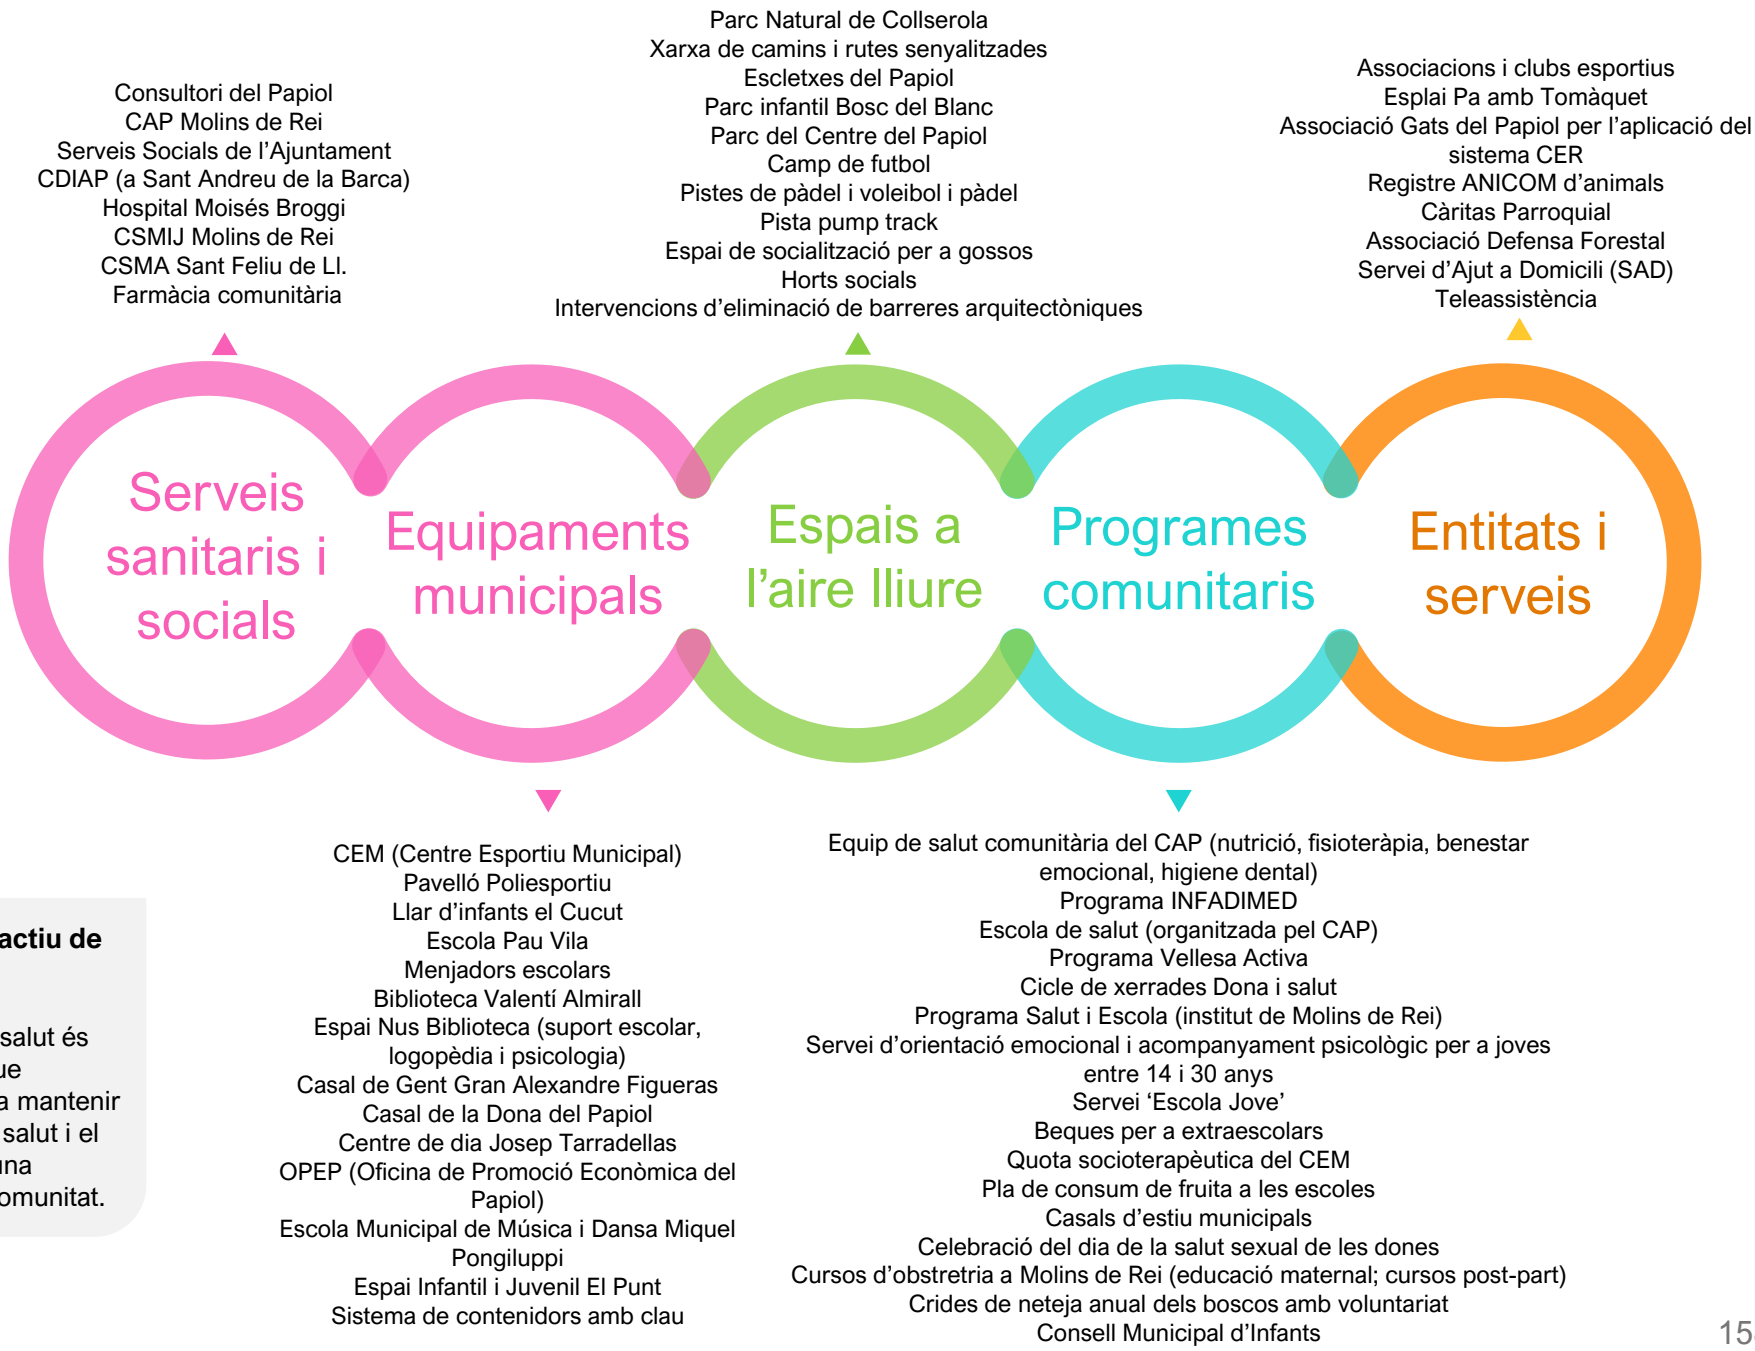 Consultori del Papiol
CAP Molins de Rei
Serveis Socials de l’Ajuntament
CDIAP (a Sant Andreu de la Barca)
Hospital Moisés Broggi
CSMIJ Molins de Rei
CSMA Sant Feliu de Ll.
Farmàcia comunitària
Parc Natural de Collserola
Xarxa de camins i rutes senyalitzades
Escletxes del Papiol
Parc infantil Bosc del Blanc
Parc del Centre del Papiol
Camp de futbol
Pistes de pàdel i voleibol i pàdel
Pista pump track
Espai de socialització per a gossos
Horts socials
Intervencions d’eliminació de barreres arquitectòniques
Associacions i clubs esportius
Esplai Pa amb Tomàquet
Associació Gats del Papiol per l’aplicació del
sistema CER
Registre ANICOM d’animals
Càritas Parroquial
Associació Defensa Forestal
Servei d’Ajut a Domicili (SAD)
Teleassistència
Serveis
sanitaris i
socials
Equipaments
municipals
Espais a
l’aire lliure
Programes
comunitaris
Entitats i
serveis
actiu de
salut és
a mantenir
salut i el
CEM (Centre Esportiu Municipal)
Pavelló Poliesportiu
Llar d’infants el Cucut
Escola Pau Vila
Menjadors escolars
Biblioteca Valentí Almirall
Espai Nus Biblioteca (suport escolar,
logopèdia i psicologia)
Casal de Gent Gran Alexandre Figueras
Casal de la Dona del Papiol
Centre de dia Josep Tarradellas
OPEP (Oficina de Promoció Econòmica del
Papiol)
Escola Municipal de Música i Dansa Miquel
Pongiluppi
Espai Infantil i Juvenil El Punt
Sistema de contenidors amb clau
Equip de salut comunitària del CAP (nutrició, fisioteràpia, benestar
emocional, higiene dental)
Programa INFADIMED
Escola de salut (organitzada pel CAP)
Programa Vellesa Activa
Cicle de xerrades Dona i salut
Programa Salut i Escola (institut de Molins de Rei)
Servei d’orientació emocional i acompanyament psicològic per a joves
entre 14 i 30 anys
Servei ‘Escola Jove’
Beques per a extraescolars
Quota socioterapèutica del CEM
Pla de consum de fruita a les escoles
Casals d’estiu municipals
Celebració del dia de la salut sexual de les dones
Cursos d’obstretria a Molins de Rei (educació maternal; cursos post-part)
Crides de neteja anual dels boscos amb voluntariat
Consell Municipal d’Infants